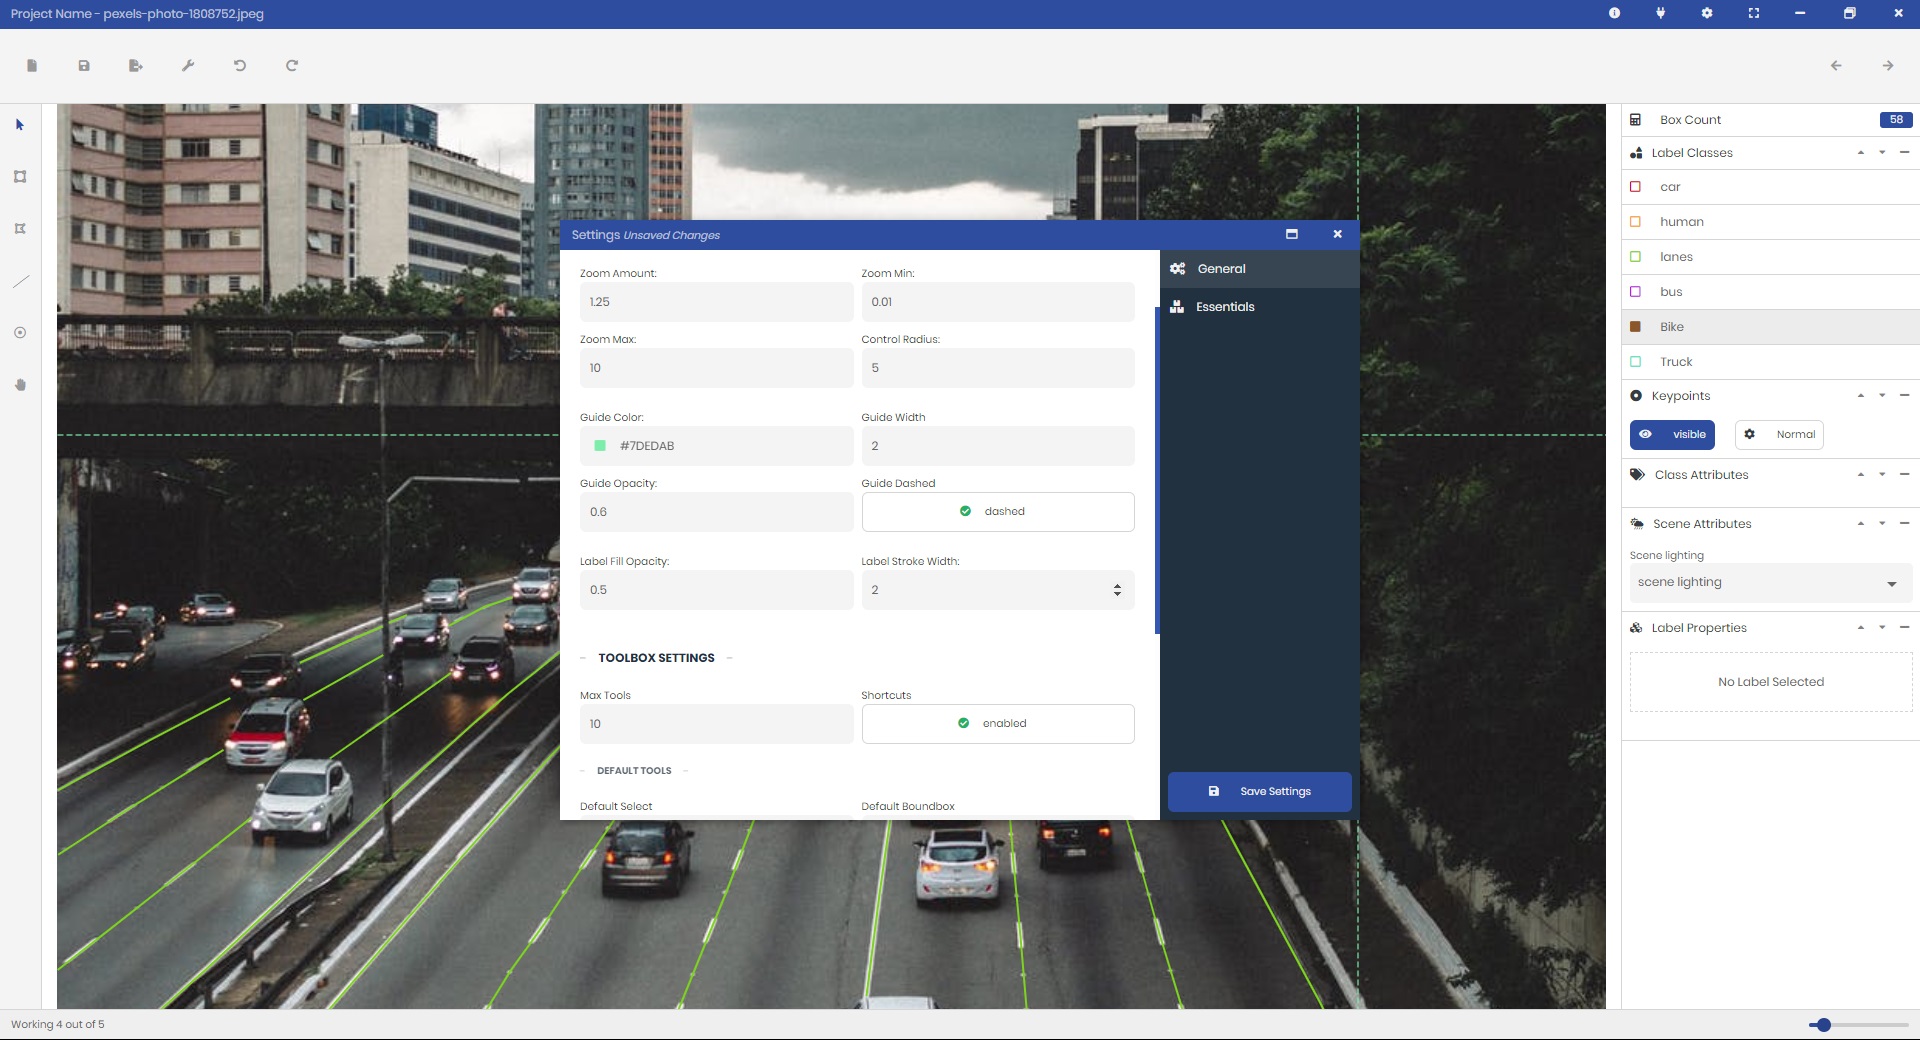 Project Name - pexels-photo-1808752.jpeg
Box Count
58
Label Classes
car
human
lanes
bus
Bike
Truck
Keypoints
visible
Normal
Class Attributes
Scene Attributes
Scene lighting
scene lighting
Label Properties
No Label Selected
Settings Unsaved Changes
Zoom Amount:
Zoom Min:
1.25
0.01
Zoom Max:
Control Radius:
10
5
Guide Color:
Guide Width
#7DEDAB
2
Guide Opacity:
Guide Dashed
0.6
dashed
Label Fill Opacity:
Label Stroke Width:
0.5
2
TOOLBOX SETTINGS
Max Tools
Shortcuts
10
enabled
DEFAULT TOOLS
Default Select
Default Boundbox
General
Essentials
Save Settings
Working 4 out of 5